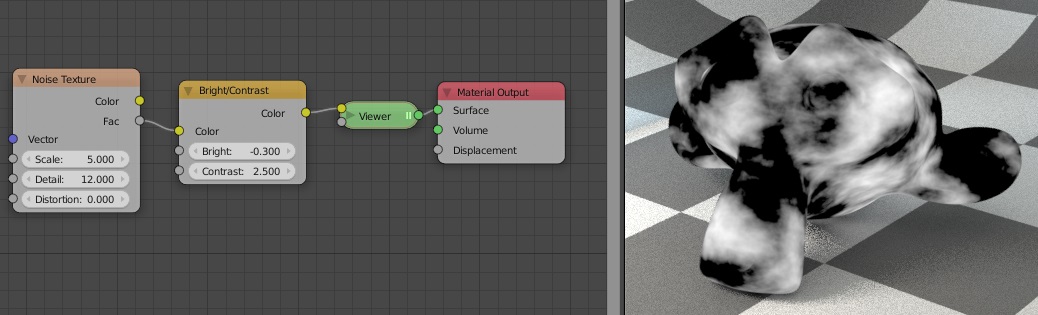 Noise Texture
Color
Fac
Vector
Scale: 5.000
Detail: 12.000
Distortion: 0.000
Bright/Contrast
Color
Color
Bright: -0.300
Contrast: 2.500
Viewer
Material Output
Surface
Volume
Displacement